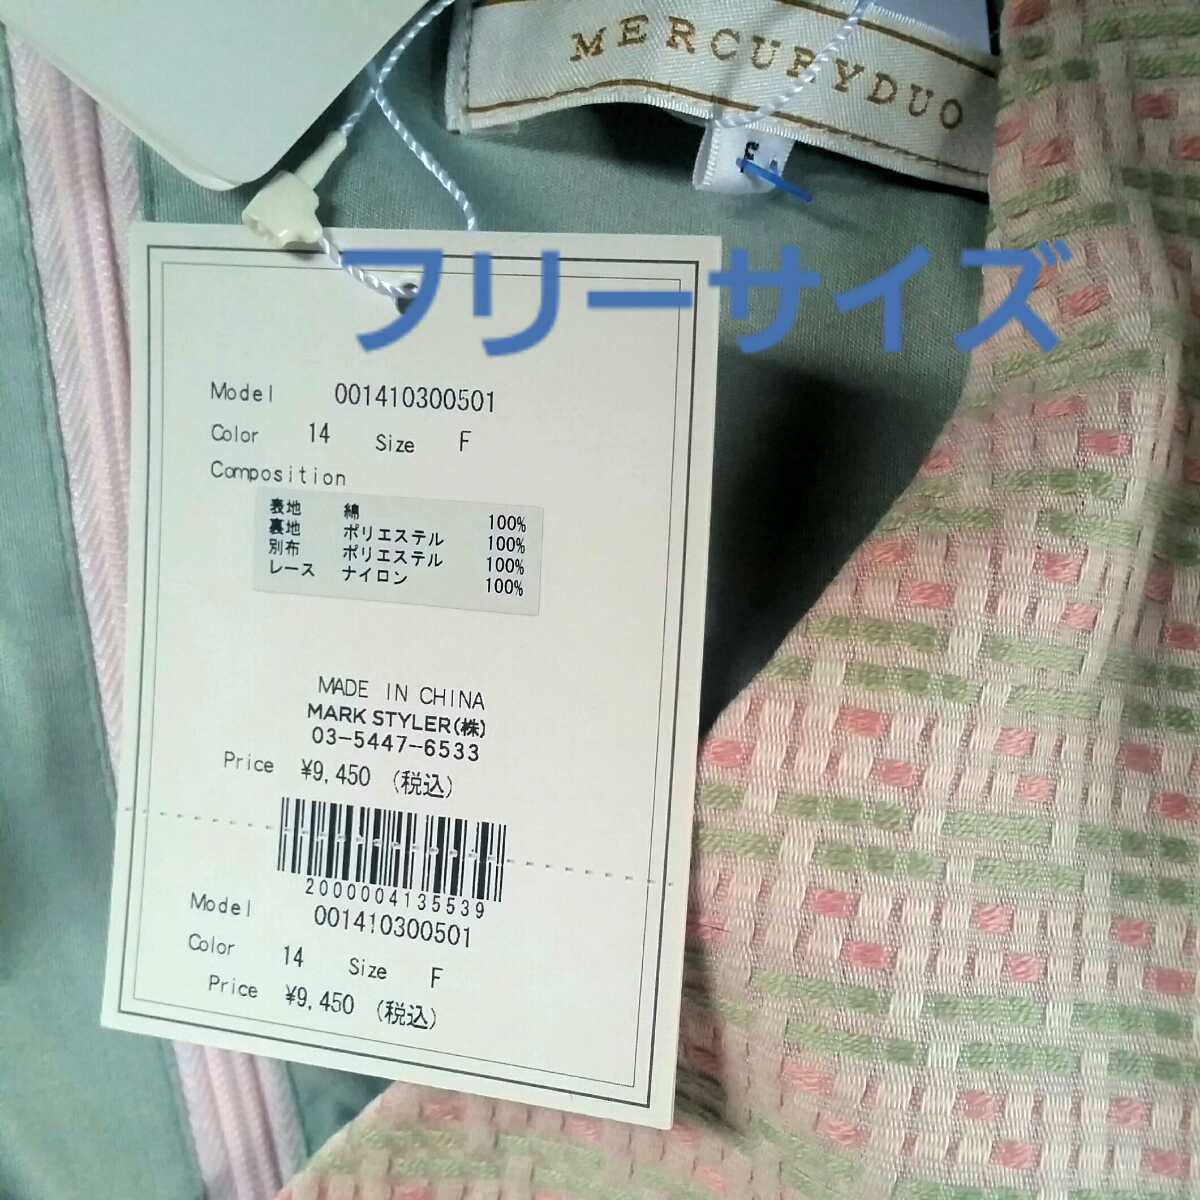 MERCURYDUO
フリーサイズ
Model 001410300501
Color 14 Size F
Composition
表地 綿 100%
裏地 ポリエステル 100%
別布 ポリエステル 100%
レース ナイロン 100%
MADE IN CHINA
MARK STYLER(株)
03-5447-6533
Price ¥9,450 (税込)
2000004135539
Model 001410300501
Color 14 Size F
Price ¥9,450 (税込)